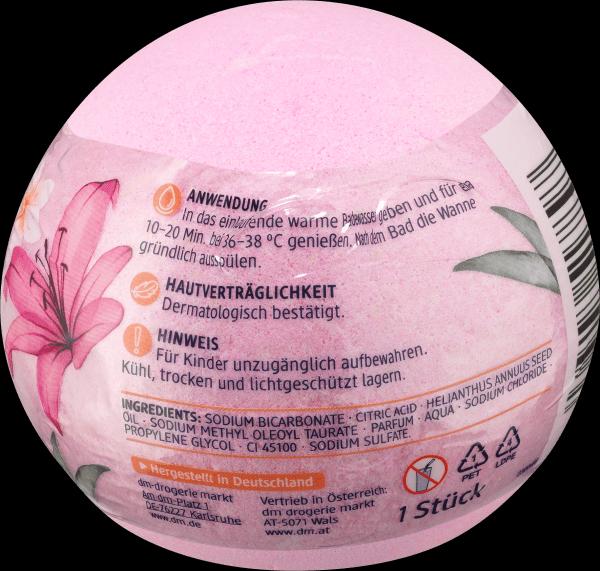 ANWENDUNG
In das einlaufende warme Badewasser geben und für ein
10–20 Min. bei 36–38 °C genießen. Nach dem Bad die Wanne
gründlich ausspülen.
HAUTVERTRÄGLICHKEIT
Dermatologisch bestätigt.
HINWEIS
Für Kinder unzugänglich aufbewahren.
Kühl, trocken und lichtgeschützt lagern.
INGREDIENTS: SODIUM BICARBONATE · CITRIC ACID · HELIANTHUS ANNUUS SEED
OIL · SODIUM METHYL OLEOYL TAURATE · PARFUM · AQUA · SODIUM CHLORIDE ·
PROPYLENE GLYCOL · CI 45100 · SODIUM SULFATE.
Hergestellt in Deutschland
dm-drogerie markt
Am dm-Platz 1
DE-76227 Karlsruhe
www.dm.de
Vertrieb in Österreich:
dm drogerie markt
AT-5071 Wals
www.dm.at
1 PET
4 LDPE
1 Stück